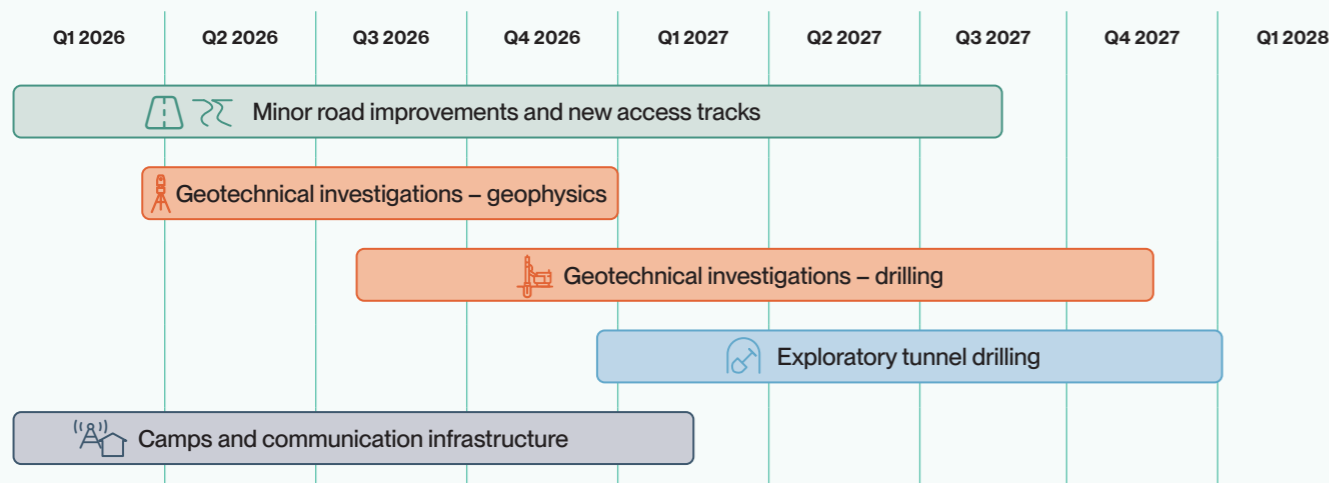 Q1 2026 Q2 2026 Q3 2026 Q4 2026 Q1 2027 Q2 2027 Q3 2027 Q4 2027 Q1 2028
Minor road improvements and new access tracks
Geotechnical investigations – geophysics
Geotechnical investigations – drilling
Exploratory tunnel drilling
Camps and communication infrastructure